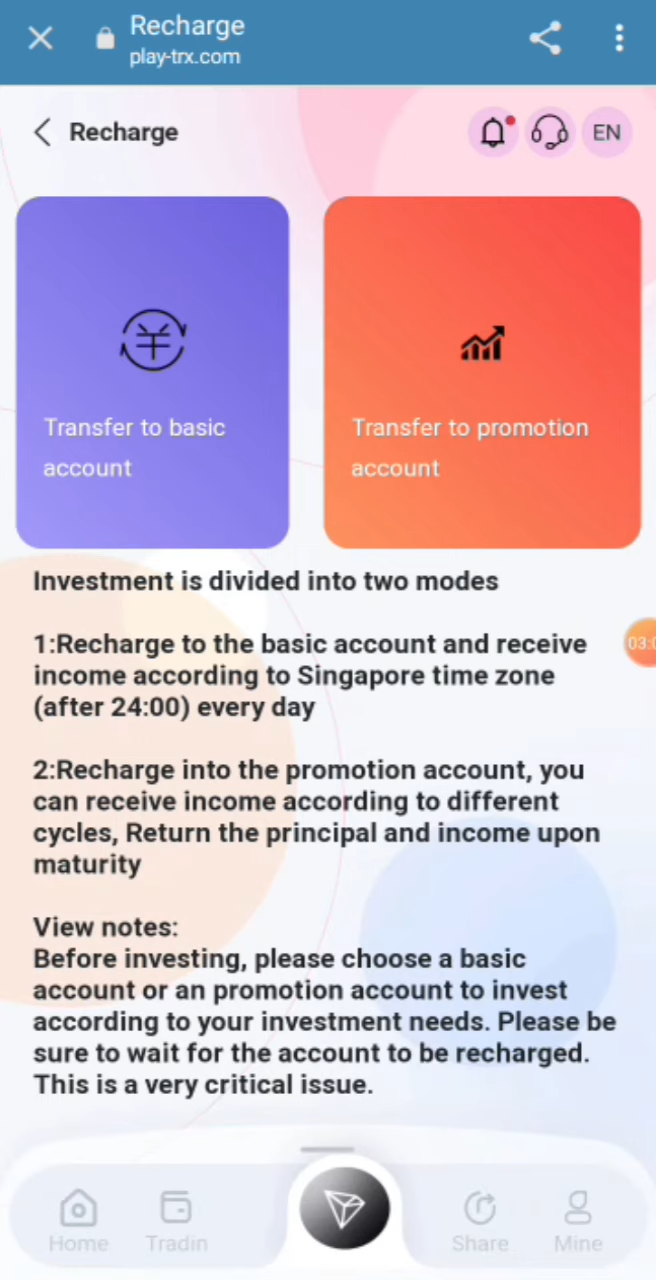 Recharge
play-trx.com
Recharge
EN
Transfer to basic
account
Transfer to promotion
account
Investment is divided into two modes
1:Recharge to the basic account and receive
income according to Singapore time zone
(after 24:00) every day
2:Recharge into the promotion account, you
can receive income according to different
cycles, Return the principal and income upon
maturity
View notes:
Before investing, please choose a basic
account or an promotion account to invest
according to your investment needs. Please be
sure to wait for the account to be recharged.
This is a very critical issue.
Home
Tradin
Share
Mine